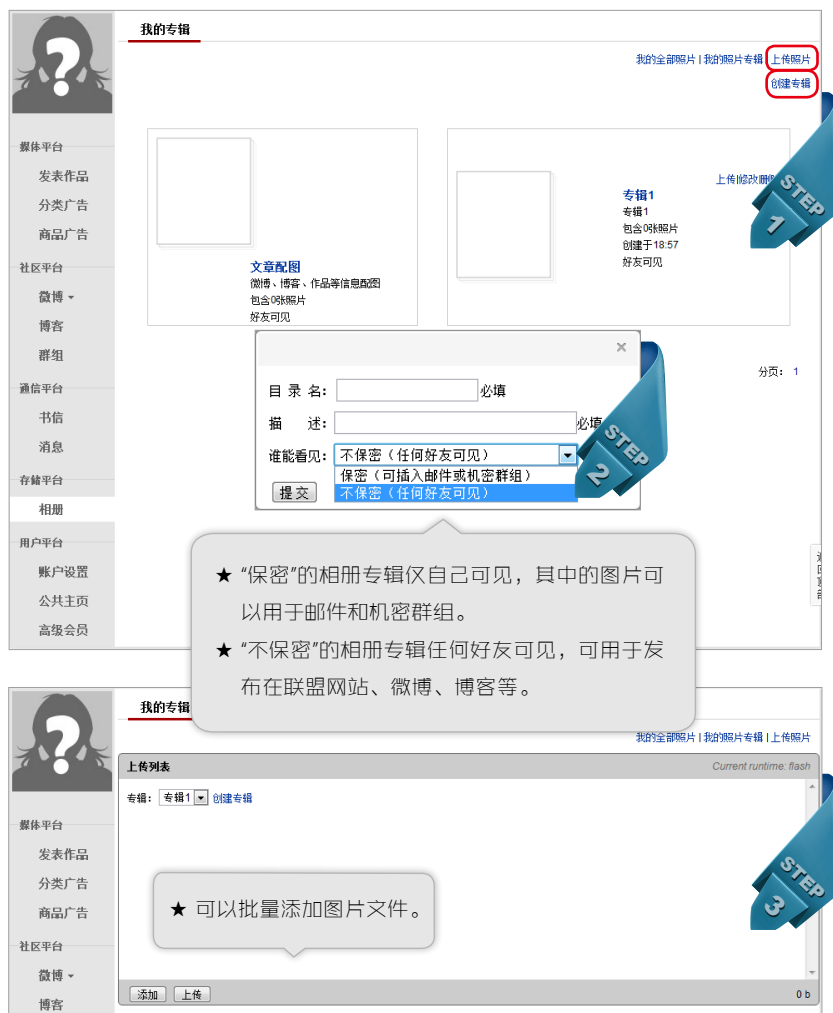 我的专辑
我的全部照片 | 我的照片专辑 | 上传照片
创建专辑
媒体平台
发表作品
分类广告
商品广告
社区平台
微博
博客
群组
通信平台
书信
消息
存储平台
相册
用户平台
账户设置
公共主页
高级会员
文章配图
微博、博客、作品等信息配图
包含0张照片
好友可见
上传|修改|删
专辑1
专辑1
包含0张照片
创建于18:57
好友可见
STEP
1
分页: 1
×
目 录 名: 必填
描 述: 必填
谁能看见: 不保密(任何好友可见)
保密(可插入邮件或机密群组)
不保密(任何好友可见)
提交
STEP
2
★ “保密”的相册专辑仅自己可见，其中的图片可
以用于邮件和机密群组。
★ “不保密”的相册专辑任何好友可见，可用于发
布在联盟网站、微博、博客等。
我的专辑
我的全部照片 | 我的照片专辑 | 上传照片
上传列表 Current runtime: flash
专辑: 专辑1 创建专辑
媒体平台
发表作品
分类广告
商品广告
社区平台
微博
博客
★ 可以批量添加图片文件。
STEP
3
添加 上传 0 b